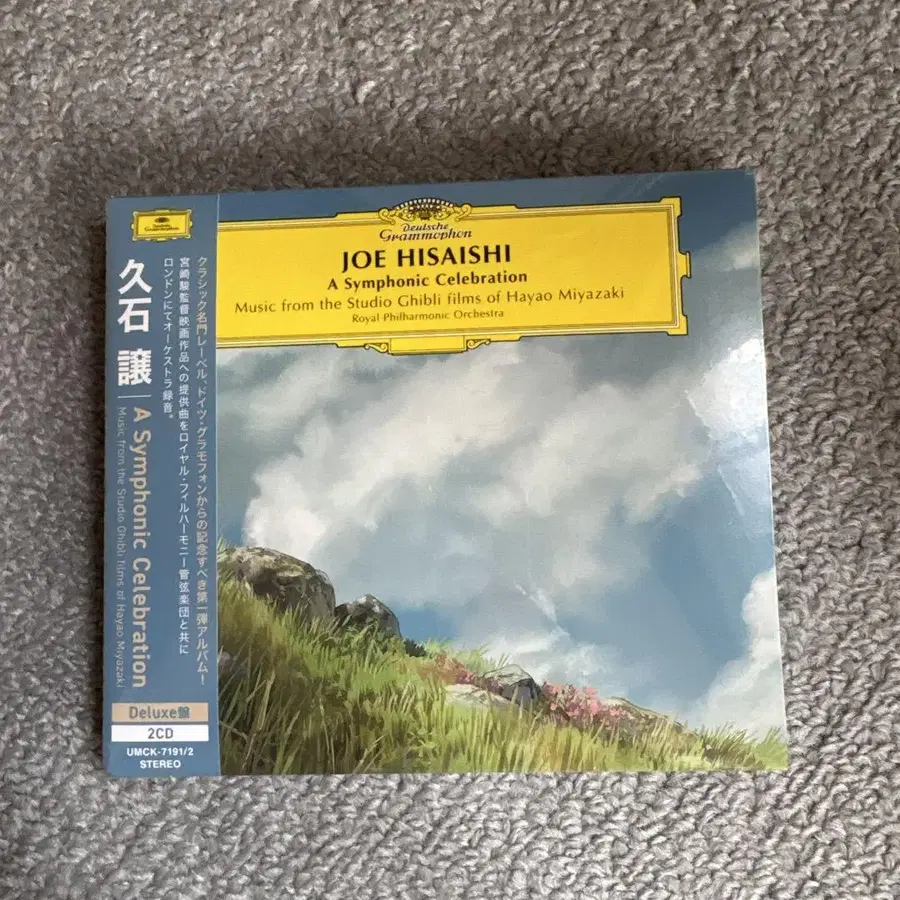 Deutsche
Grammophon
JOE HISAISHI
A Symphonic Celebration
Music from the Studio Ghibli films of Hayao Miyazaki
Royal Philharmonic Orchestra
Deutsche
Grammophon
久石 譲
A Symphonic Celebration
Music from the Studio Ghibli films of Hayao Miyazaki
クラシック名門レーベル、ドイツ・グラモフォンからの記念すべき第一弾アルバム!
宮崎駿監督映画作品への提供曲をロイヤル・フィルハーモニー管弦楽団と共に
ロンドンにてオーケストラ録音。
Deluxe盤
2CD
UMCK-7191/2
STEREO